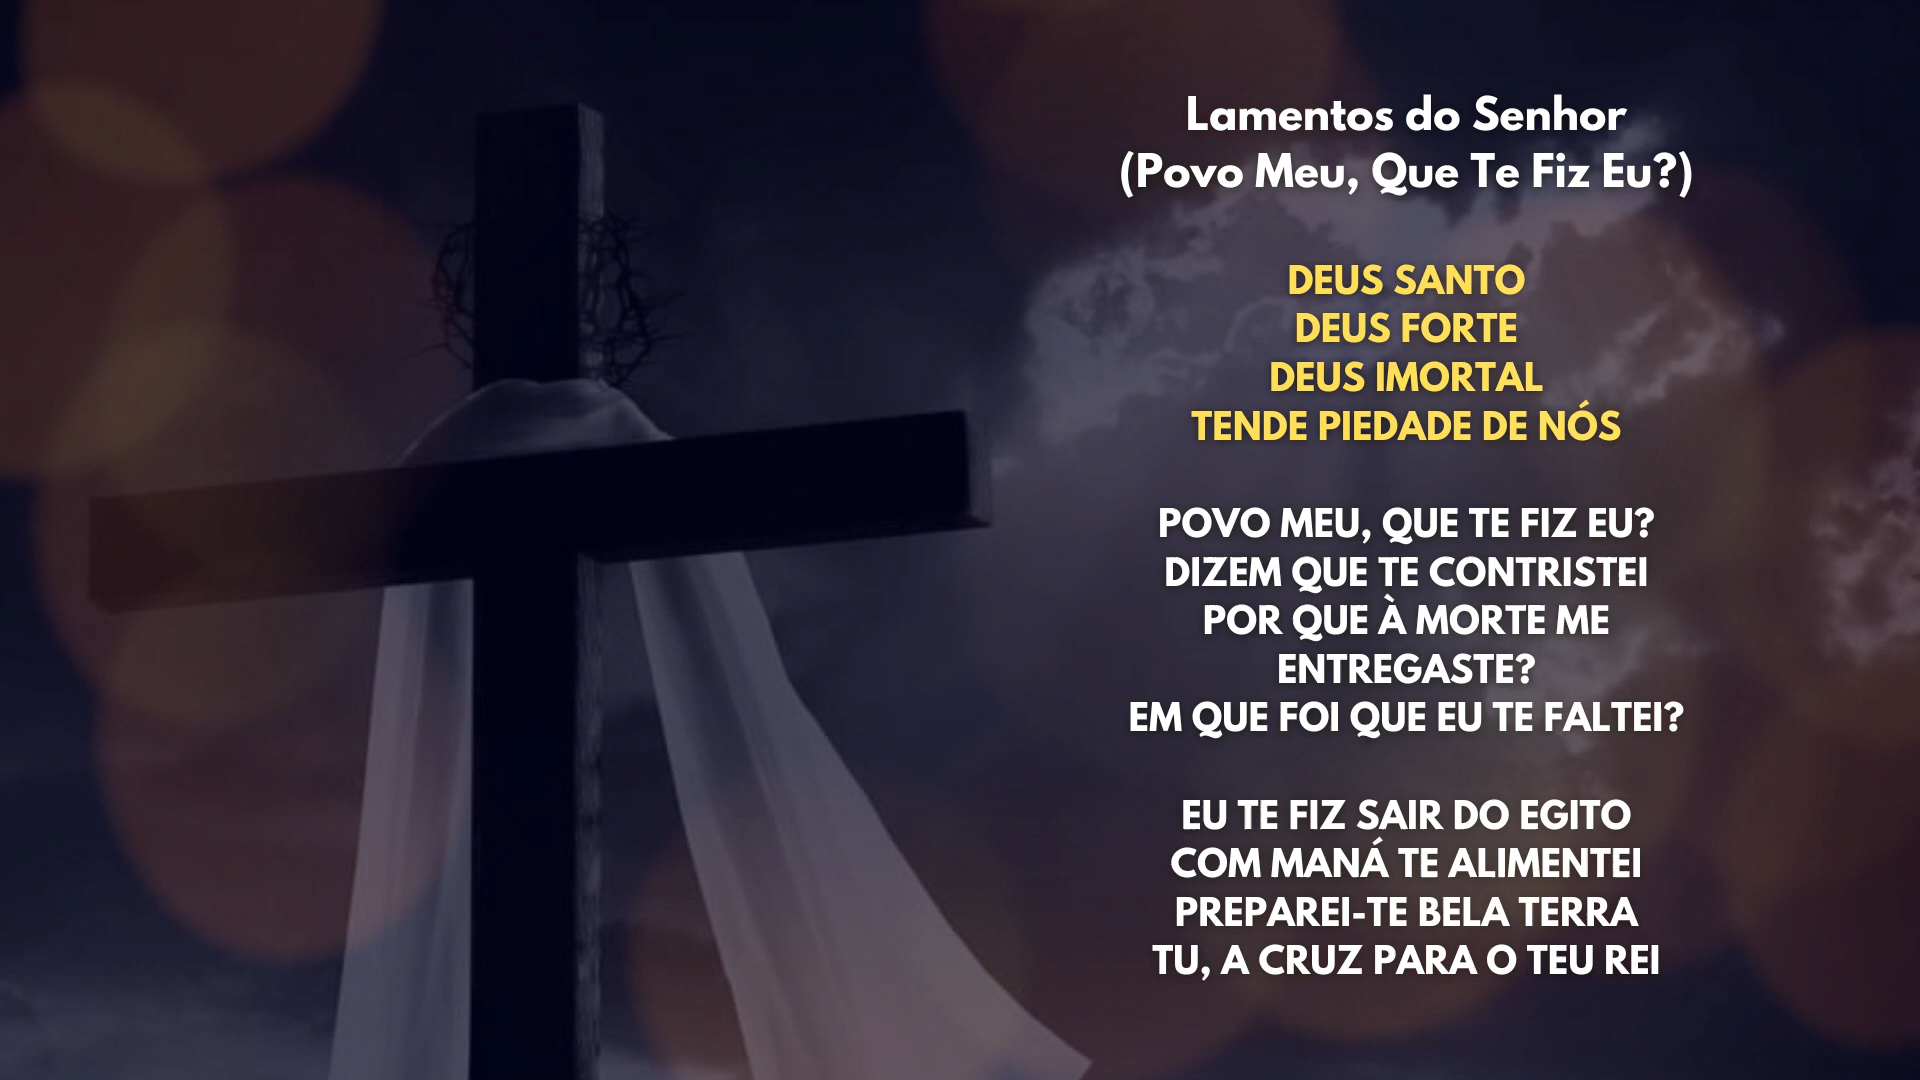 Lamentos do Senhor
(Povo Meu, Que Te Fiz Eu?)
DEUS SANTO
DEUS FORTE
DEUS IMORTAL
TENDE PIEDADE DE NÓS
POVO MEU, QUE TE FIZ EU?
DIZEM QUE TE CONTRISTEI
POR QUE À MORTE ME
ENTREGASTE?
EM QUE FOI QUE EU TE FALTEI?
EU TE FIZ SAIR DO EGITO
COM MANÁ TE ALIMENTEI
PREPAREI-TE BELA TERRA
TU, A CRUZ PARA O TEU REI